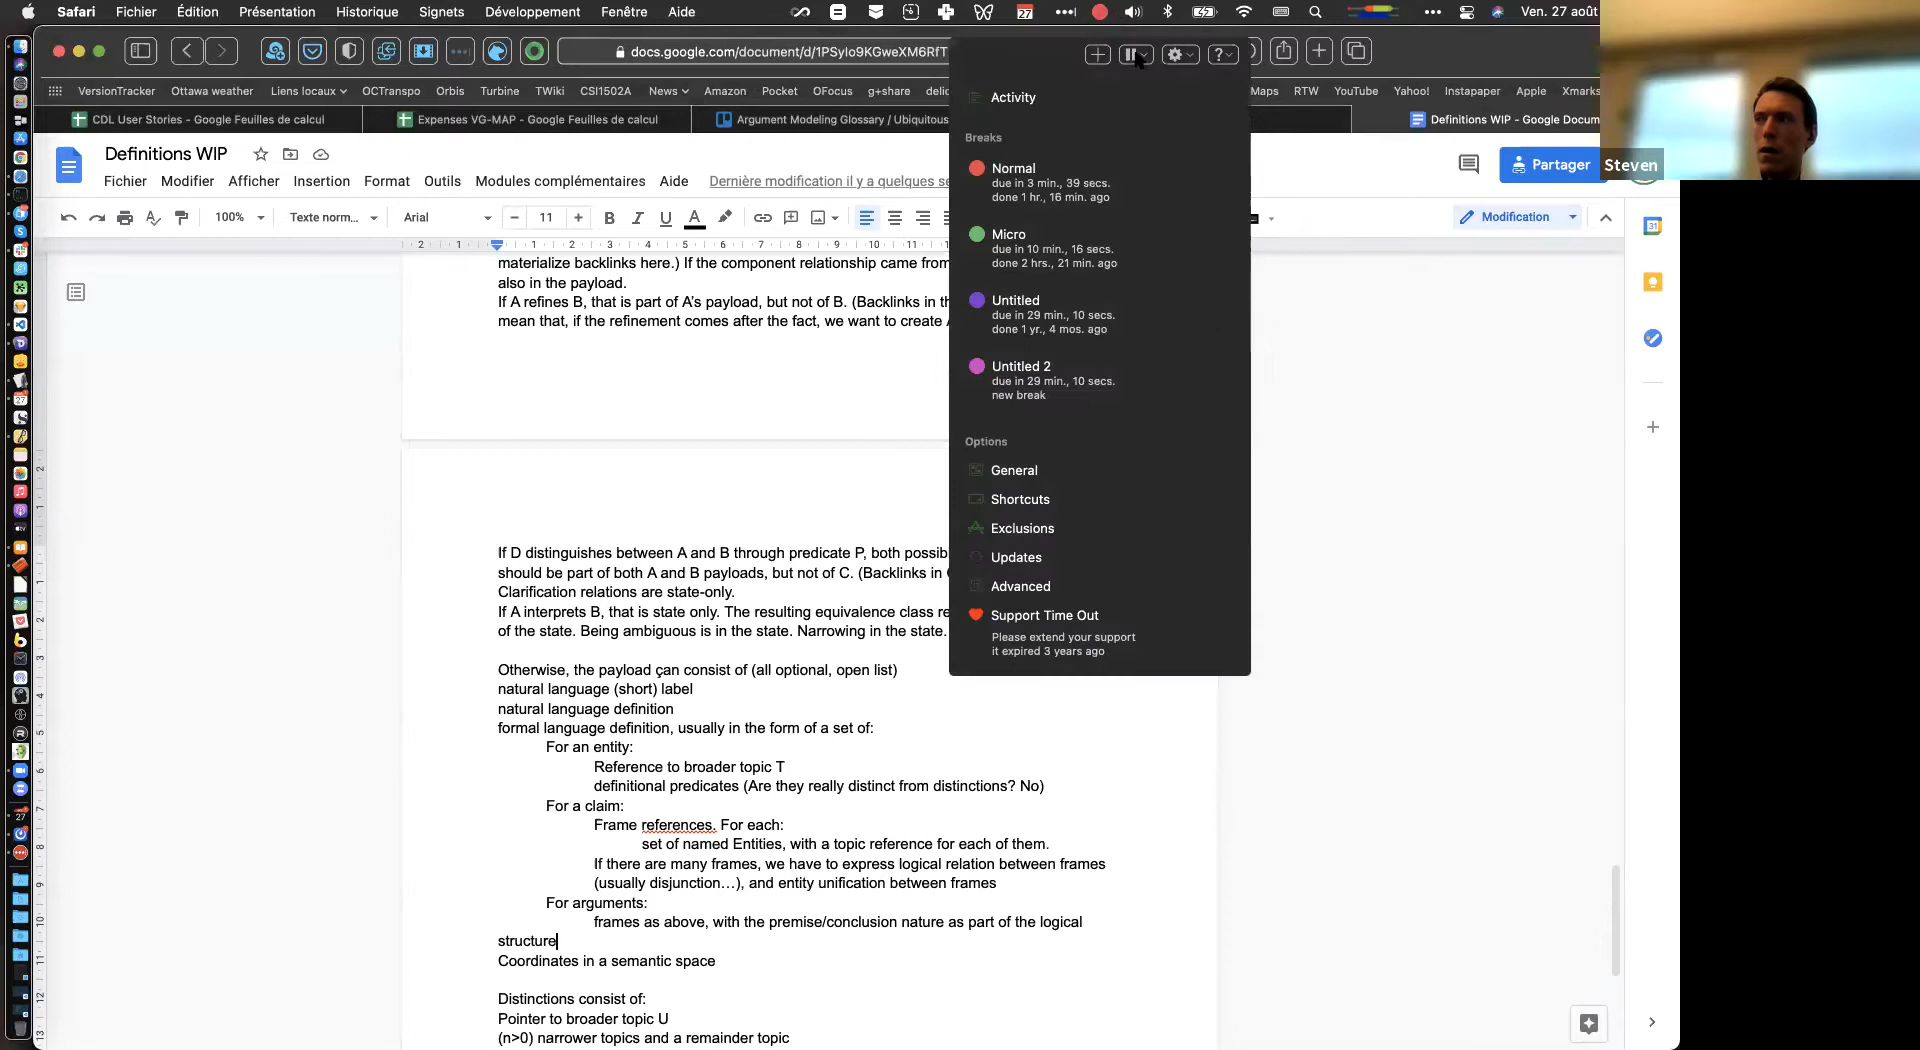 Safari Fichier Édition Présentation Historique Signets Développement Fenêtre Aide 27 Ven. 27 août
docs.google.com/document/d/1PSylo9KGweXM6RfT
VersionTracker Ottawa weather Liens locaux OCTranspo Orbis Turbine TWiki CSI1502A News Amazon Pocket OFocus g+share Maps RTW YouTube Yahoo! Instapaper Apple Xmarks
CDL User Stories - Google Feuilles de calcul Expenses VG-MAP - Google Feuilles de calcul Argument Modeling Glossary / Ubiquitous Definitions WIP - Google Docum
Definitions WIP
Fichier Modifier Afficher Insertion Format Outils Modules complémentaires Aide Dernière modification il y a quelques se
Partager
Steven
100% Texte norm... Arial 11 B I U A Modification
2 1 1 2 3 4 5 6 7 8 9 10 11
materialize backlinks here.) If the component relationship came from
also in the payload.
If A refines B, that is part of A's payload, but not of B. (Backlinks in th
mean that, if the refinement comes after the fact, we want to create
If D distinguishes between A and B through predicate P, both possib
should be part of both A and B payloads, but not of C. (Backlinks in
Clarification relations are state-only.
If A interprets B, that is state only. The resulting equivalence class re
of the state. Being ambiguous is in the state. Narrowing in the state.
Otherwise, the payload çan consist of (all optional, open list)
natural language (short) label
natural language definition
formal language definition, usually in the form of a set of:
For an entity:
Reference to broader topic T
definitional predicates (Are they really distinct from distinctions? No)
For a claim:
Frame references. For each:
set of named Entities, with a topic reference for each of them.
If there are many frames, we have to express logical relation between frames
(usually disjunction…), and entity unification between frames
For arguments:
frames as above, with the premise/conclusion nature as part of the logical
structure
Coordinates in a semantic space
Distinctions consist of:
Pointer to broader topic U
(n>0) narrower topics and a remainder topic
Activity
Breaks
Normal
due in 3 min., 39 secs.
done 1 hr., 16 min. ago
Micro
due in 10 min., 16 secs.
done 2 hrs., 21 min. ago
Untitled
due in 29 min., 10 secs.
done 1 yr., 4 mos. ago
Untitled 2
due in 29 min., 10 secs.
new break
Options
General
Shortcuts
Exclusions
Updates
Advanced
Support Time Out
Please extend your support
it expired 3 years ago